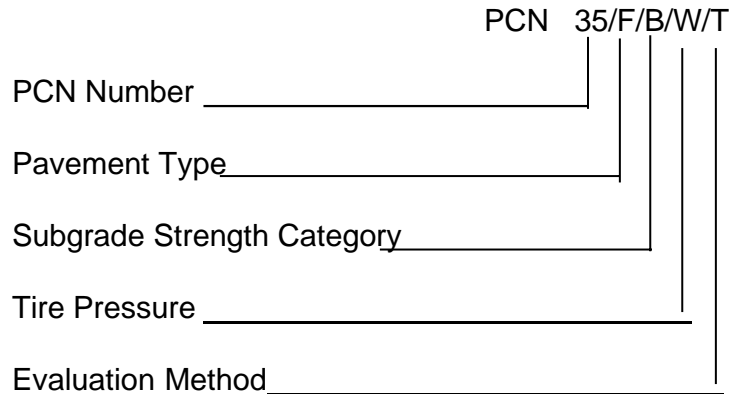 PCN 35/F/B/W/T
PCN Number
Pavement Type
Subgrade Strength Category
Tire Pressure
Evaluation Method